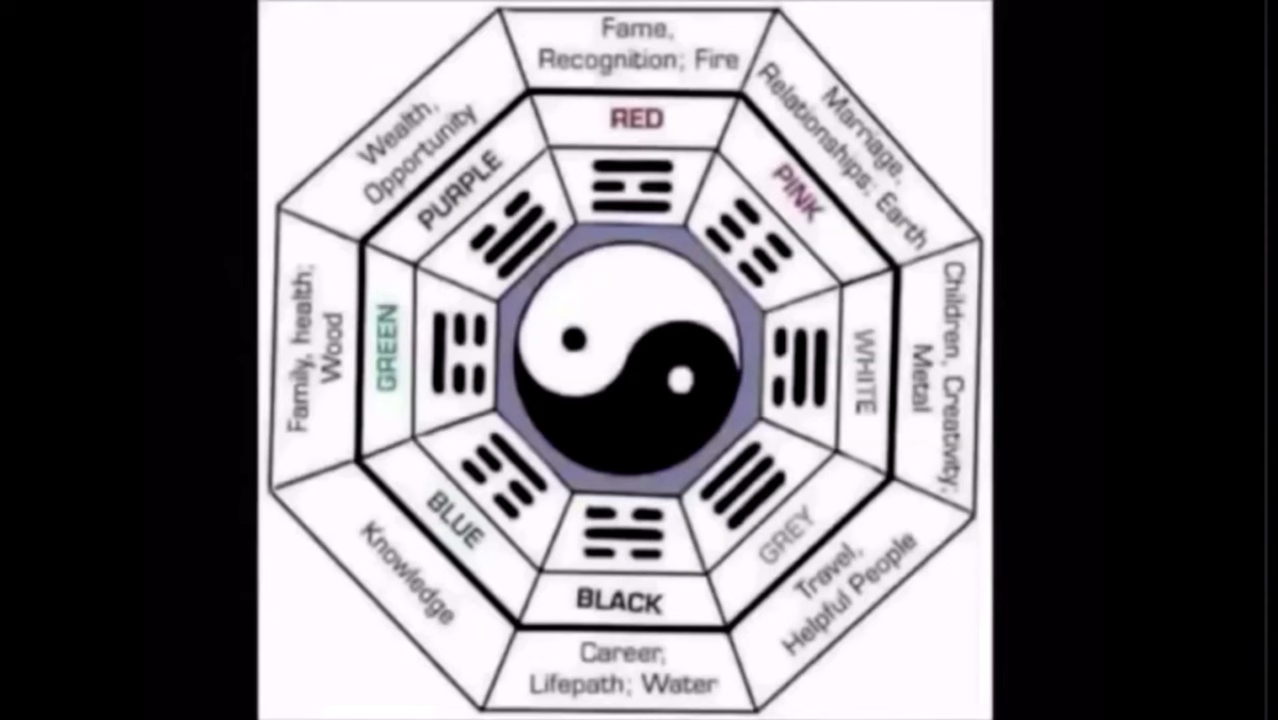 Fame,
Recognition; Fire
RED
Marriage,
Relationships; Earth
PINK
Children, Creativity;
Metal
WHITE
Travel,
Helpful People
GREY
Career,
Lifepath; Water
BLACK
Knowledge
BLUE
Family, health;
Wood
GREEN
Wealth,
Opportunity
PURPLE